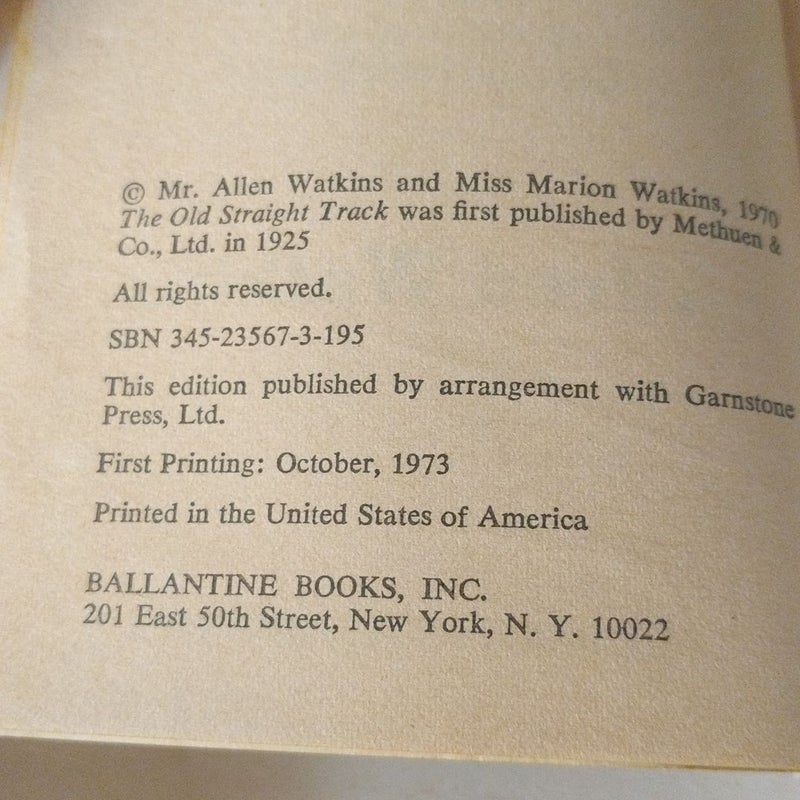 © Mr. Allen Watkins and Miss Marion Watkins, 1970
The Old Straight Track was first published by Methuen &
Co., Ltd. in 1925
All rights reserved.
SBN 345-23567-3-195
This edition published by arrangement with Garnstone
Press, Ltd.
First Printing: October, 1973
Printed in the United States of America
BALLANTINE BOOKS, INC.
201 East 50th Street, New York, N. Y. 10022